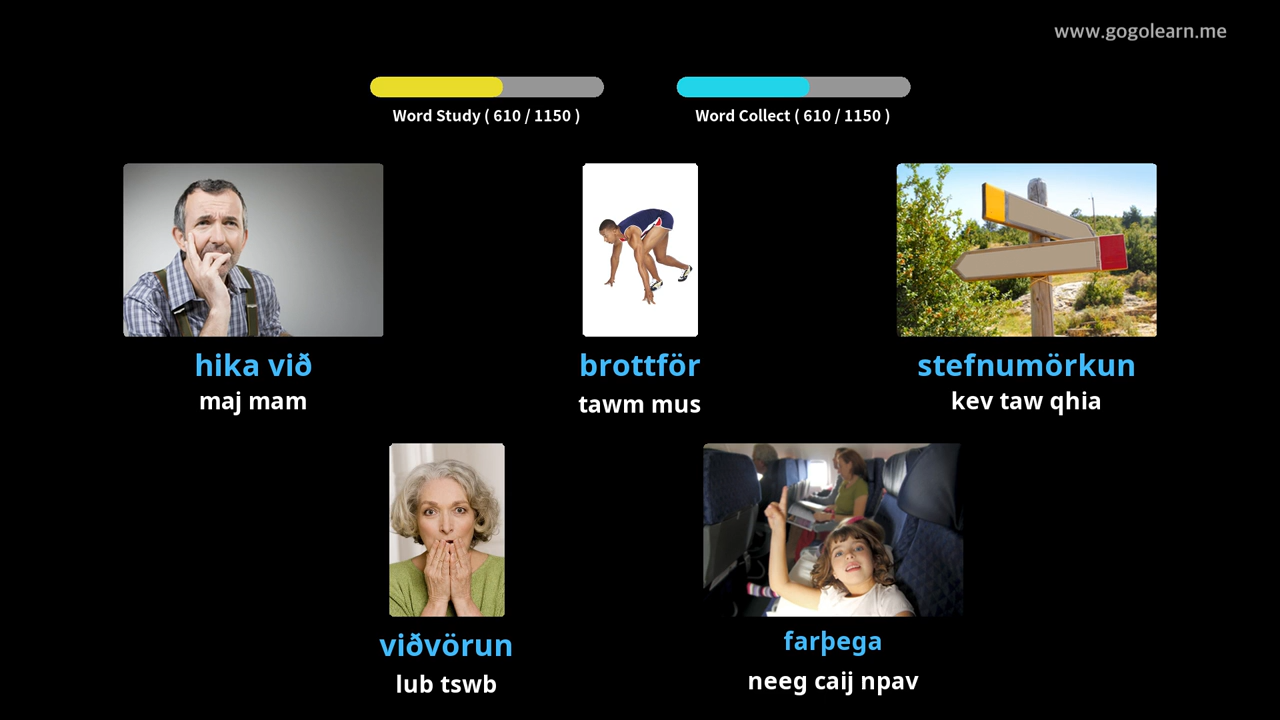 www.gogolearn.me
Word Study ( 610 / 1150 )
Word Collect ( 610 / 1150 )
hika við
maj mam
brottför
tawm mus
stefnumörkun
kev taw qhia
viðvörun
lub tswb
farþega
neeg caij npav